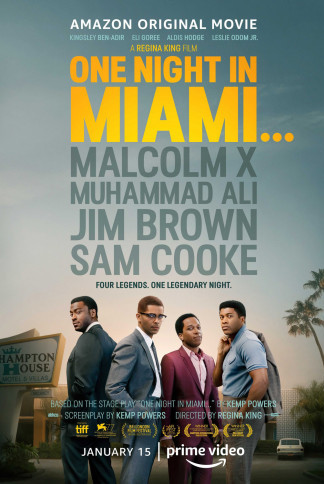 AMAZON ORIGINAL MOVIE
KINGSLEY BEN-ADIR ELI GOREE ALDIS HODGE LESLIE ODOM JR.
A REGINA KING FILM
ONE NIGHT IN
MIAMI...
MALCOLM X
MUHAMMAD ALI
JIM BROWN
SAM COOKE
FOUR LEGENDS. ONE LEGENDARY NIGHT.
HAMPTON
HOUSE
MOTEL & VILLAS
BASED ON THE STAGE PLAY "ONE NIGHT IN MIAMI..." BY KEMP POWERS
SCREENPLAY BY KEMP POWERS DIRECTED BY REGINA KING
tiff
77
JANUARY 15 | prime video